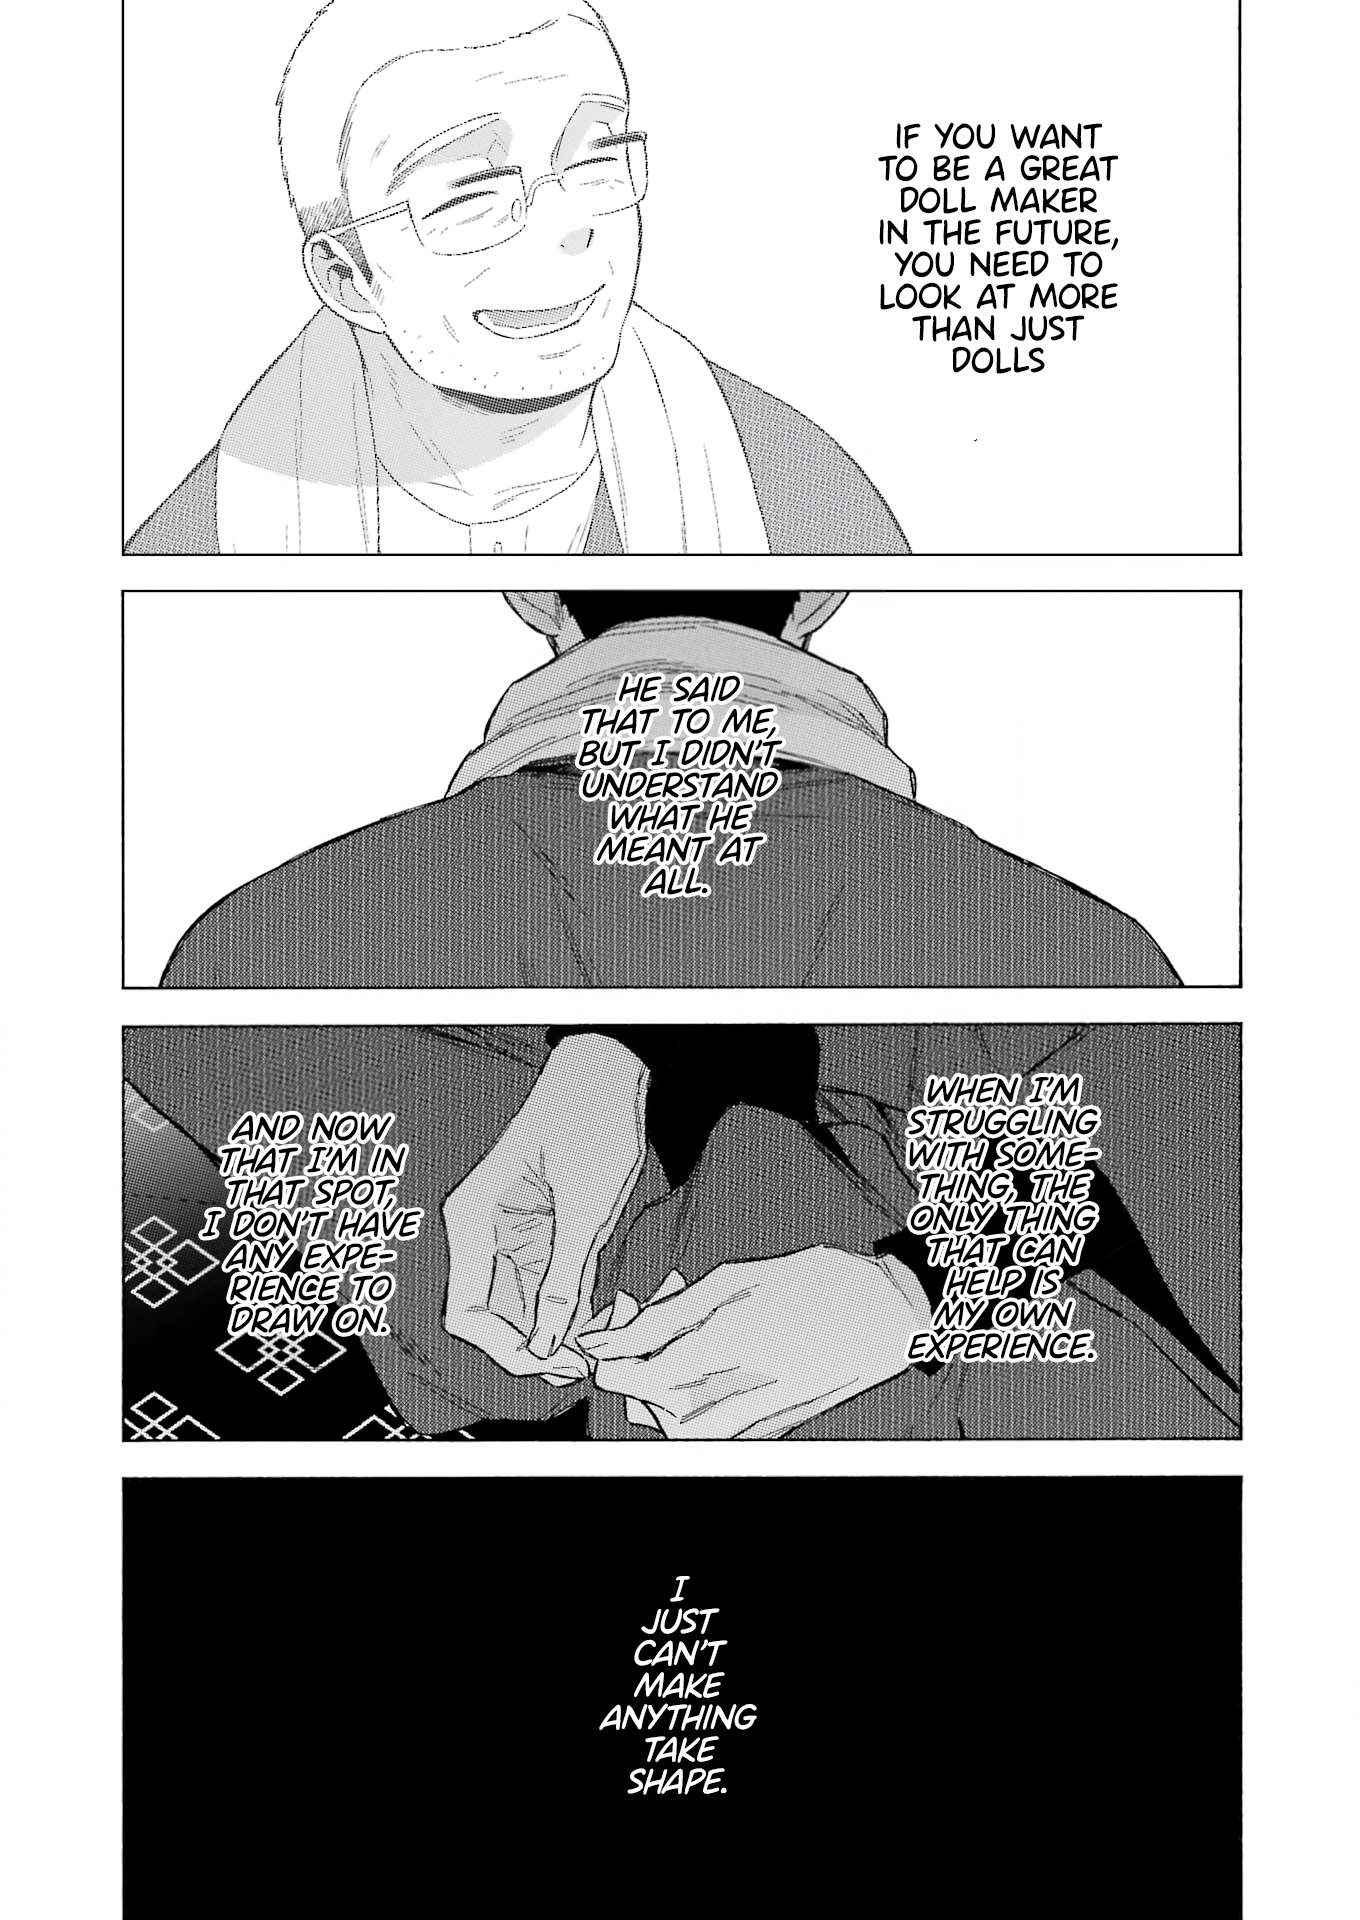 IF YOU WANT
TO BE A GREAT
DOLL MAKER
IN THE FUTURE,
YOU NEED TO
LOOK AT MORE
THAN JUST
DOLLS
HE SAID
THAT TO ME,
BUT I DIDN'T
UNDERSTAND
WHAT HE
MEANT AT
ALL.
WHEN I'M
STRUGGLING
WITH SOME-
THING, THE
ONLY THING
THAT CAN
HELP IS
MY OWN
EXPERIENCE.
AND NOW
THAT I'M IN
THAT SPOT,
I DON'T HAVE
ANY EXPE-
RIENCE TO
DRAW ON.
I
JUST
CAN'T
MAKE
ANYTHING
TAKE
SHAPE.